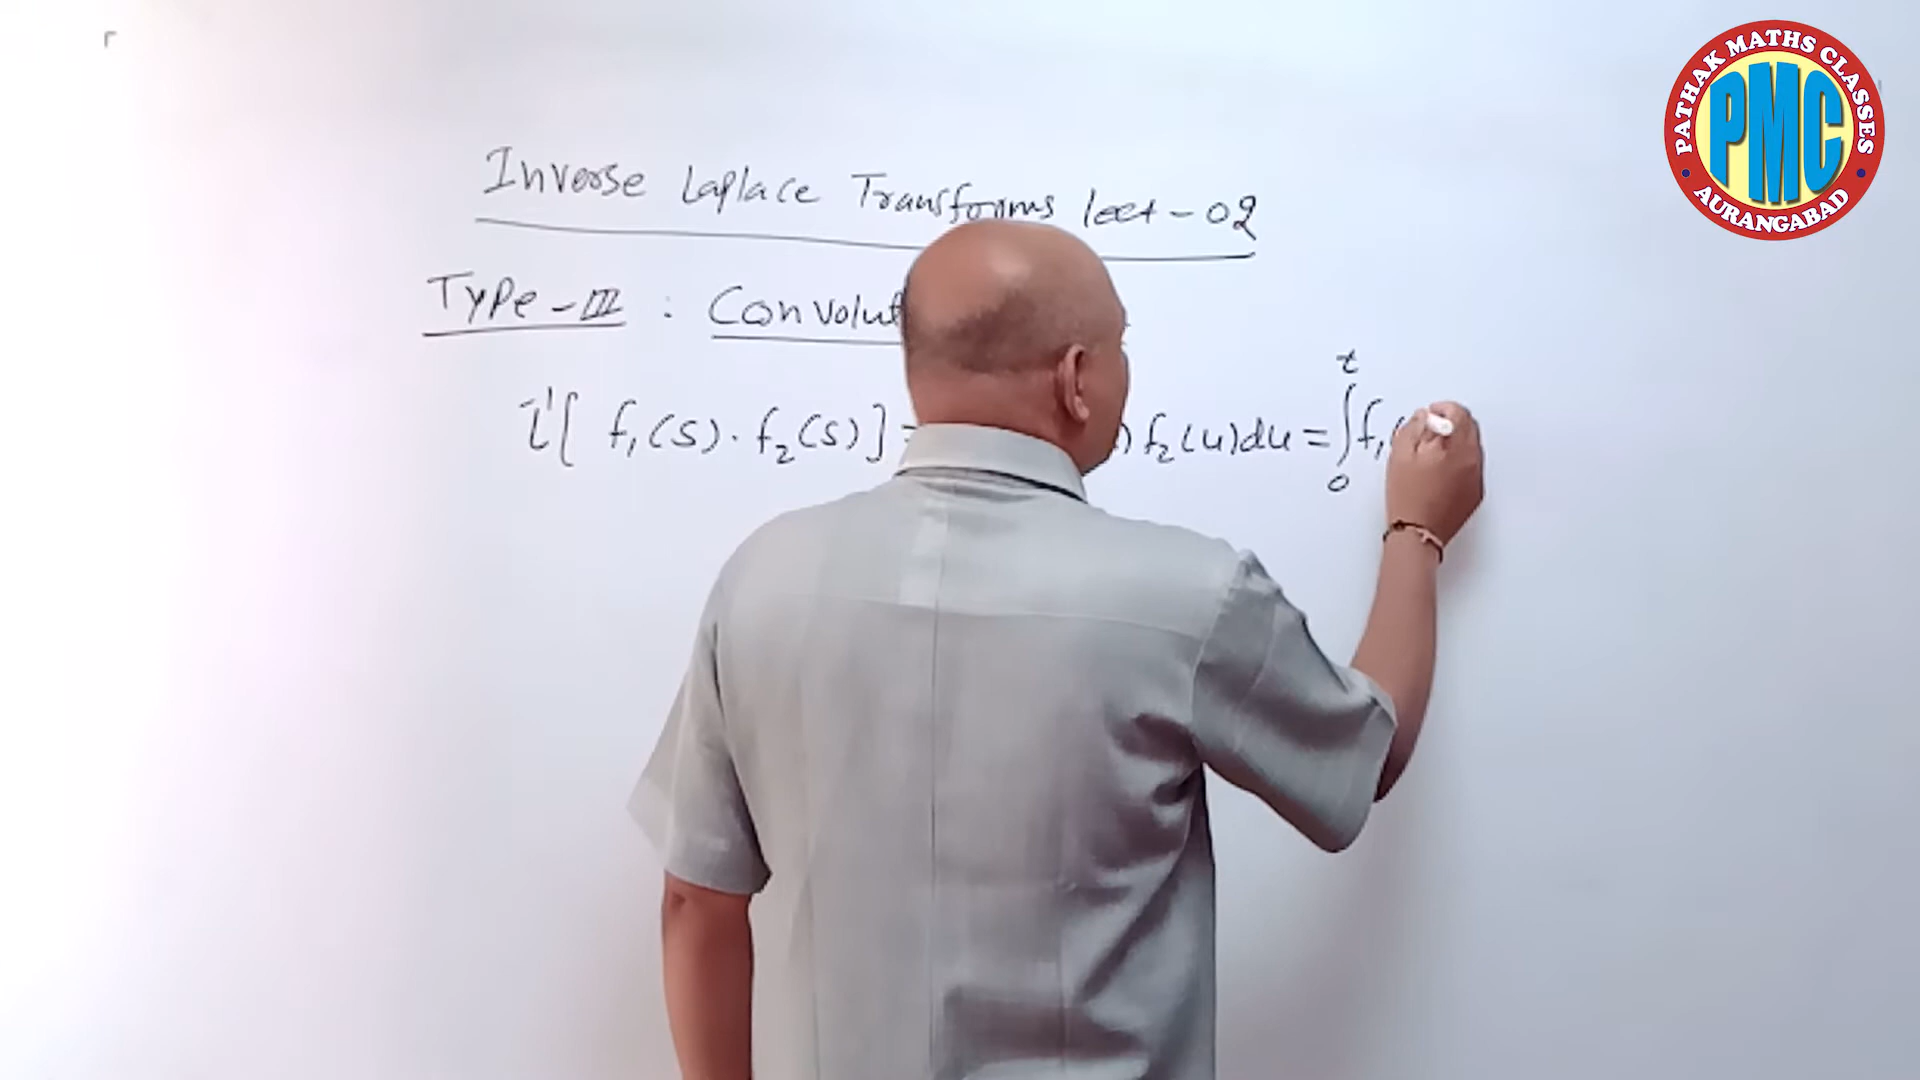 PATHAK MATHS CLASSES
PMC
AURANGABAD
Inverse Laplace Transforms lect-02
Type-III : Convolut
L⁻¹[ f₁(s). f₂(s)] = ) f₂(u)du = ∫₀ᵗ f₁(